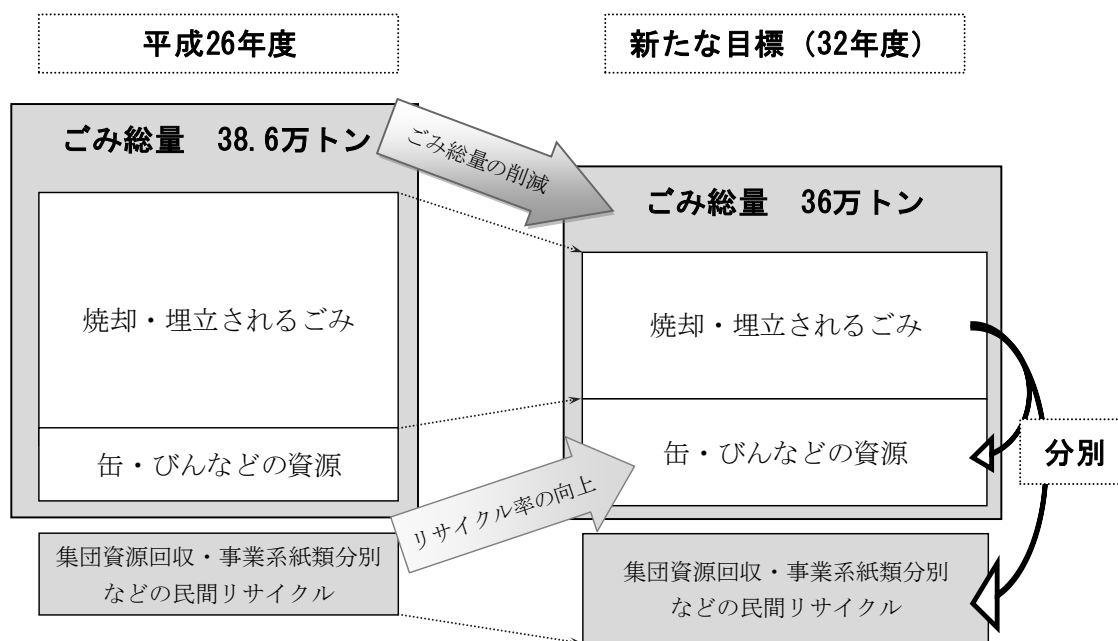 平成26年度
新たな目標（32年度）
ごみ総量　38.6万トン
ごみ総量の削減
ごみ総量　36万トン
焼却・埋立されるごみ
焼却・埋立されるごみ
缶・びんなどの資源
缶・びんなどの資源
分別
リサイクル率の向上
集団資源回収・事業系紙類分別
などの民間リサイクル
集団資源回収・事業系紙類分別
などの民間リサイクル